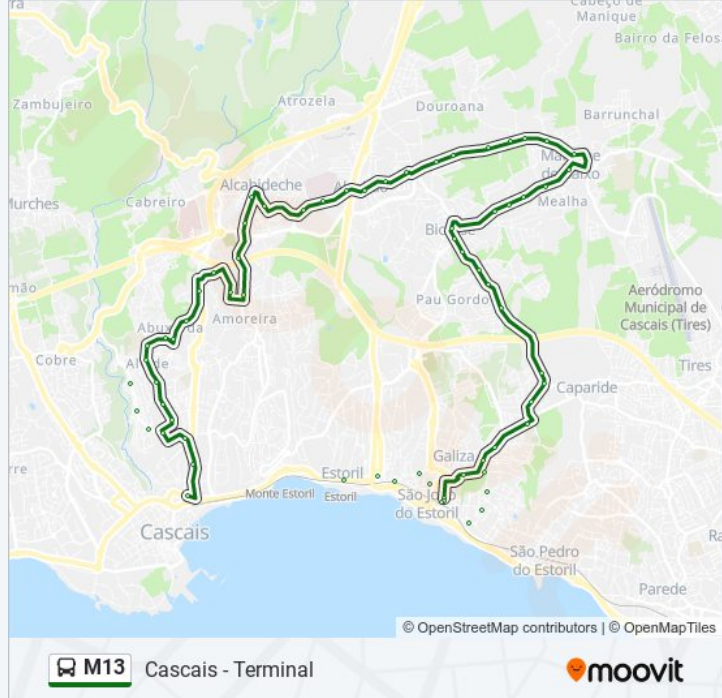 Cabeço de
Manique
Bairro da Felos
Zambujeiro
Atrozela
Douroana
Barrunchal
Alcabideche
Murches
Cabreiro
Mealha
Pau Gordo
Aeródromo
Municipal de
Cascais (Tires)
Amoreira
Cobre
Tires
Caparide
Galiza
Estoril
Monte Estoril
Estoril
São João
do Estoril
Cascais
São Pedro
do Estoril
Parede
© OpenStreetMap contributors | © OpenMapTiles
M13 Cascais - Terminal
moovit